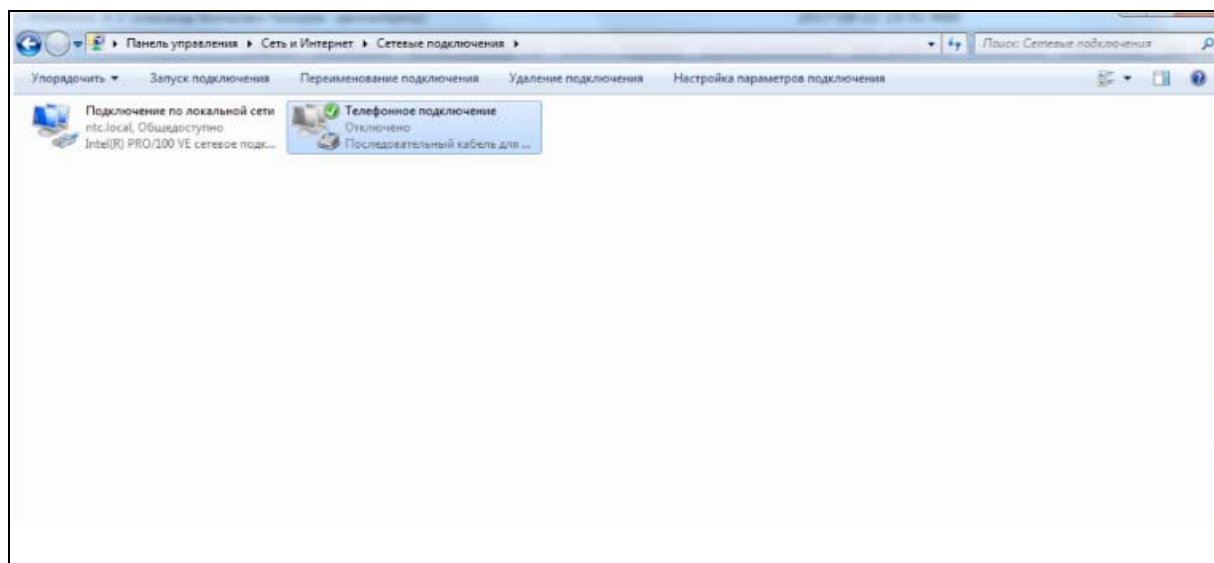 Панель управления ▸ Сеть и Интернет ▸ Сетевые подключения ▸
Поиск: Сетевые подключения
Упорядочить ▾ Запуск подключения Переименование подключения Удаление подключения Настройка параметров подключения
Подключение по локальной сети
ntc.local, Общедоступно
Intel(R) PRO/100 VE сетевое подк...
Телефонное подключение
Отключено
Последовательный кабель для ...